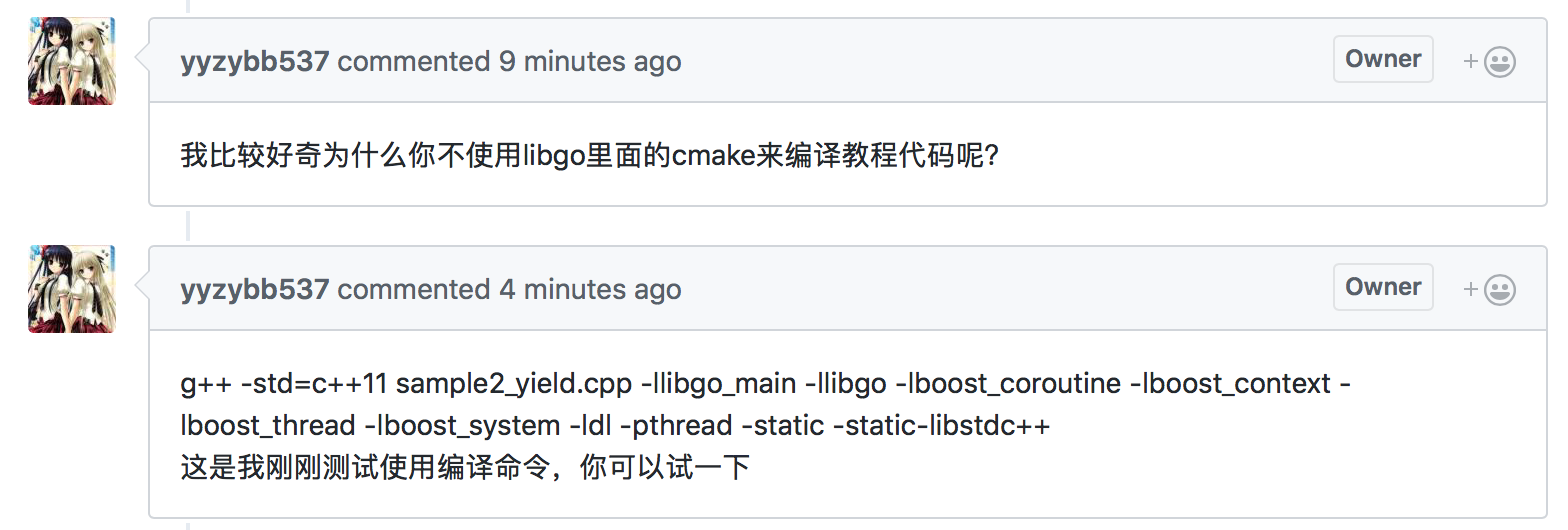 yyzybb537 commented 9 minutes ago Owner
我比较好奇为什么你不使用libgo里面的cmake来编译教程代码呢?
yyzybb537 commented 4 minutes ago Owner
g++ -std=c++11 sample2_yield.cpp -llibgo_main -llibgo -lboost_coroutine -lboost_context -
lboost_thread -lboost_system -ldl -pthread -static -static-libstdc++
这是我刚刚测试使用编译命令，你可以试一下